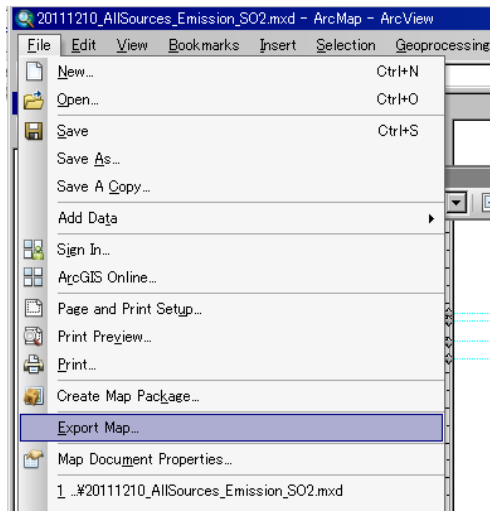 20111210_AllSources_Emission_SO2.mxd - ArcMap - ArcView
File Edit View Bookmarks Insert Selection Geoprocessing
New... Ctrl+N
Open... Ctrl+O
Save Ctrl+S
Save As...
Save A Copy...
Add Data
Sign In...
ArcGIS Online...
Page and Print Setup...
Print Preview...
Print...
Create Map Package...
Export Map...
Map Document Properties...
1 ..¥20111210_AllSources_Emission_SO2.mxd